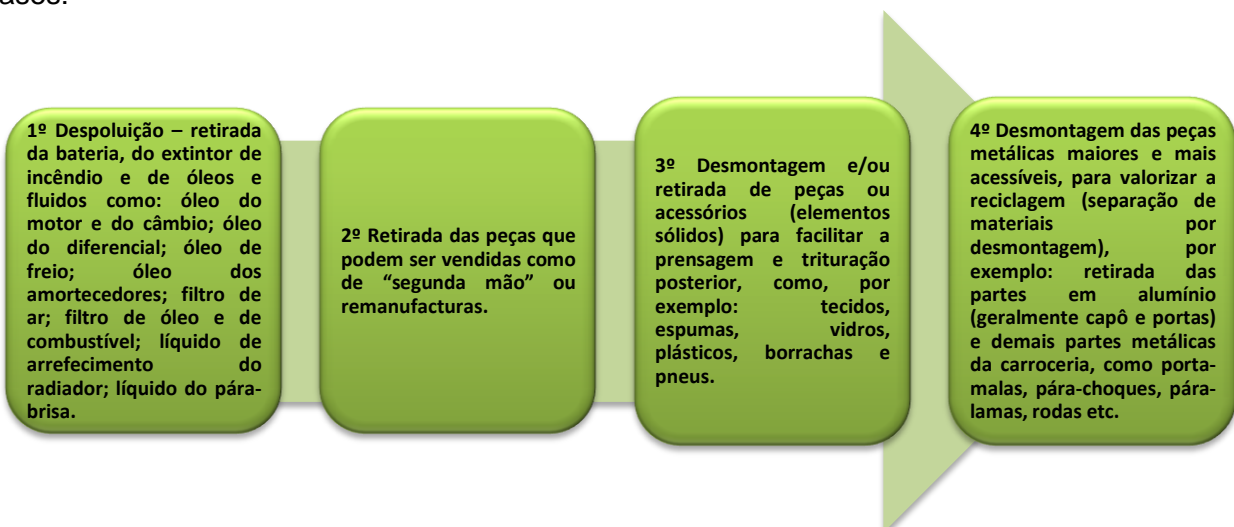 1º Despoluição – retirada
da bateria, do extintor de
incêndio e de óleos e
fluidos como: óleo do
motor e do câmbio; óleo
do diferencial; óleo de
freio; óleo dos
amortecedores; filtro de
ar; filtro de óleo e de
combustível; líquido de
arrefecimento do
radiador; líquido do pára-
brisa.
2º Retirada das peças que
podem ser vendidas como
de “segunda mão” ou
remanufacturas.
3º Desmontagem e/ou
retirada de peças ou
acessórios (elementos
sólidos) para facilitar a
prensagem e trituração
posterior, como, por
exemplo: tecidos,
espumas, vidros,
plásticos, borrachas e
pneus.
4º Desmontagem das peças
metálicas maiores e mais
acessíveis, para valorizar a
reciclagem (separação de
materiais por
desmontagem), por
exemplo: retirada das
partes em alumínio
(geralmente capô e portas)
e demais partes metálicas
da carroceria, como porta-
malas, pára-choques, pára-
lamas, rodas etc.